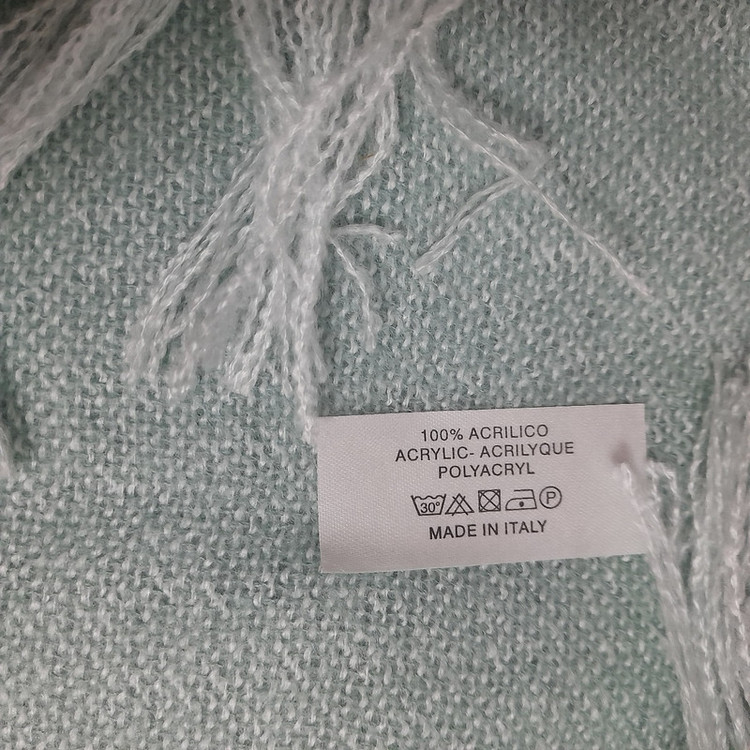 100% ACRILICO
ACRYLIC- ACRILYQUE
POLYACRYL
30° P
MADE IN ITALY